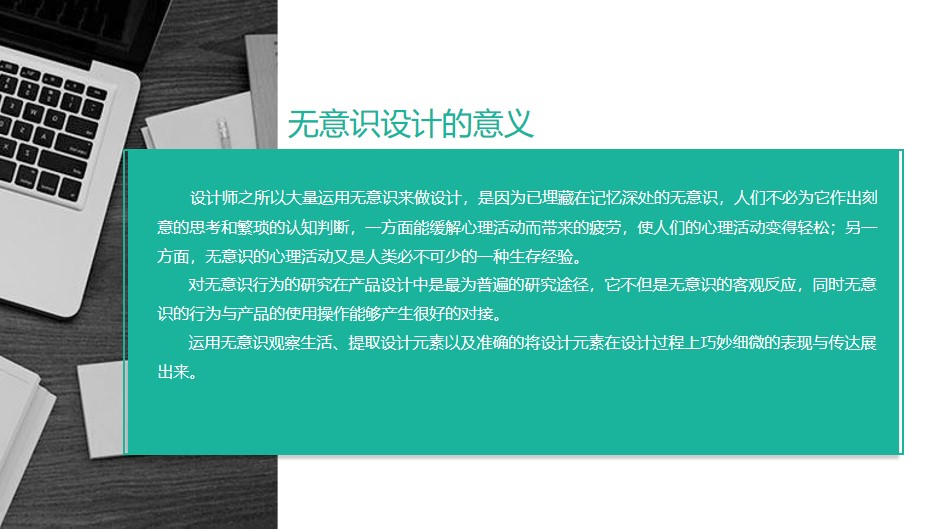 无意识设计的意义
设计师之所以大量运用无意识来做设计，是因为已埋藏在记忆深处的无意识，人们不必为它作出刻
意的思考和繁琐的认知判断，一方面能缓解心理活动而带来的疲劳，使人们的心理活动变得轻松；另一
方面，无意识的心理活动又是人类必不可少的一种生存经验。
对无意识行为的研究在产品设计中是最为普遍的研究途径，它不但是无意识的客观反应，同时无意
识的行为与产品的使用操作能够产生很好的对接。
运用无意识观察生活、提取设计元素以及准确的将设计元素在设计过程上巧妙细微的表现与传达展
出来。